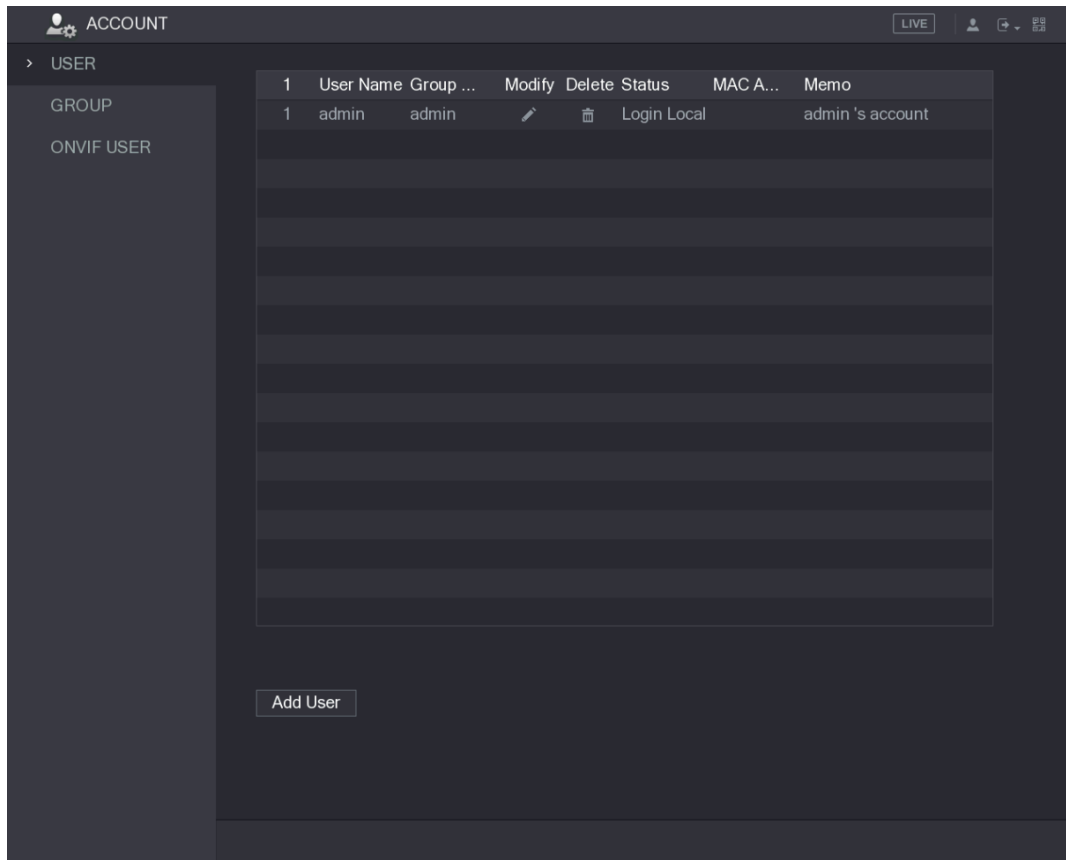 ACCOUNT LIVE
USER
GROUP
ONVIF USER
1 User Name Group ... Modify Delete Status MAC A... Memo
1 admin admin Login Local admin 's account
Add User